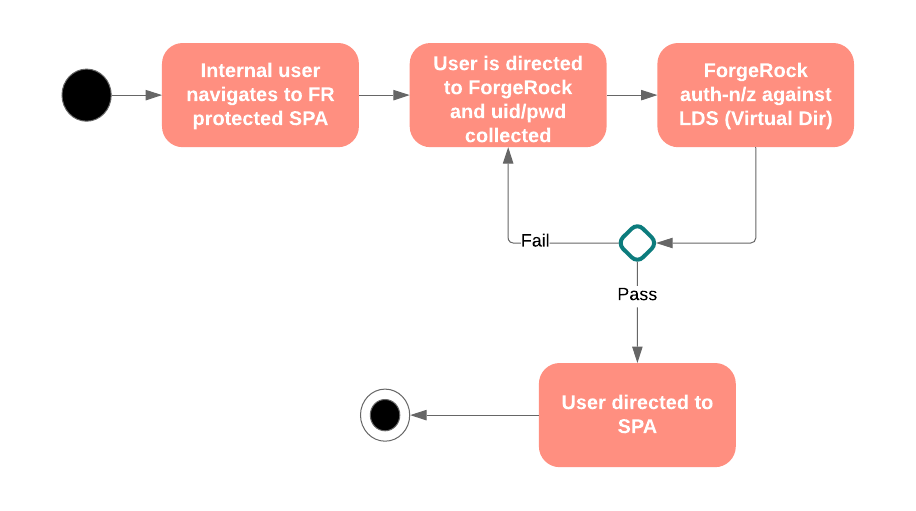 Internal user
navigates to FR
protected SPA
User is directed
to ForgeRock
and uid/pwd
collected
ForgeRock
auth-n/z against
LDS (Virtual Dir)
Fail
Pass
User directed to
SPA